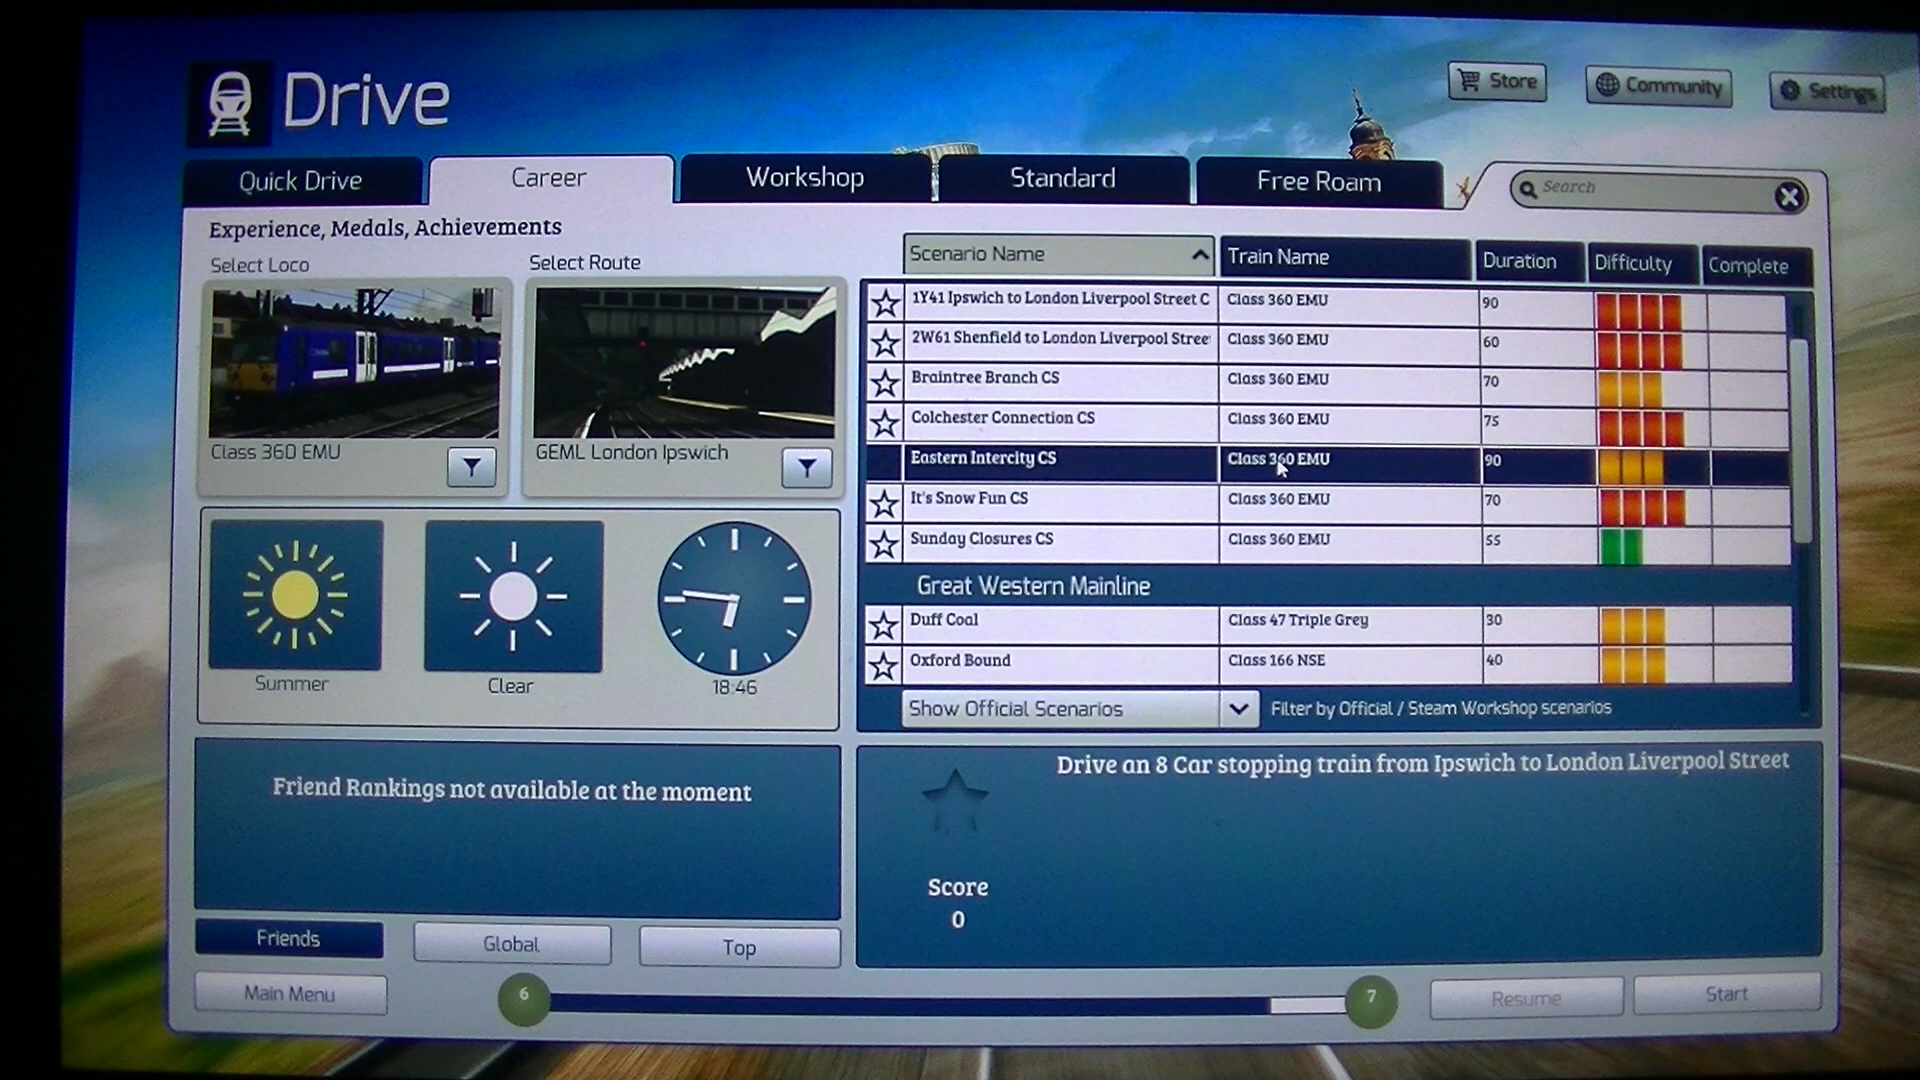 Drive
Store
Community
Settings
Quick Drive
Career
Workshop
Standard
Free Roam
Search
Experience, Medals, Achievements
Select Loco
Select Route
Class 360 EMU
GEML London Ipswich
Summer
Clear
18:46
Scenario Name
Train Name
Duration
Difficulty
Complete
1Y41 Ipswich to London Liverpool Street C
Class 360 EMU
90
2W61 Shenfield to London Liverpool Stree
Class 360 EMU
60
Braintree Branch CS
Class 360 EMU
70
Colchester Connection CS
Class 360 EMU
75
Eastern Intercity CS
Class 360 EMU
90
It's Snow Fun CS
Class 360 EMU
70
Sunday Closures CS
Class 360 EMU
55
Great Western Mainline
Duff Coal
Class 47 Triple Grey
30
Oxford Bound
Class 166 NSE
40
Show Official Scenarios
Filter by Official / Steam Workshop scenarios
Friend Rankings not available at the moment
Drive an 8 Car stopping train from Ipswich to London Liverpool Street
Score
0
Friends
Global
Top
Main Menu
6
7
Resume
Start